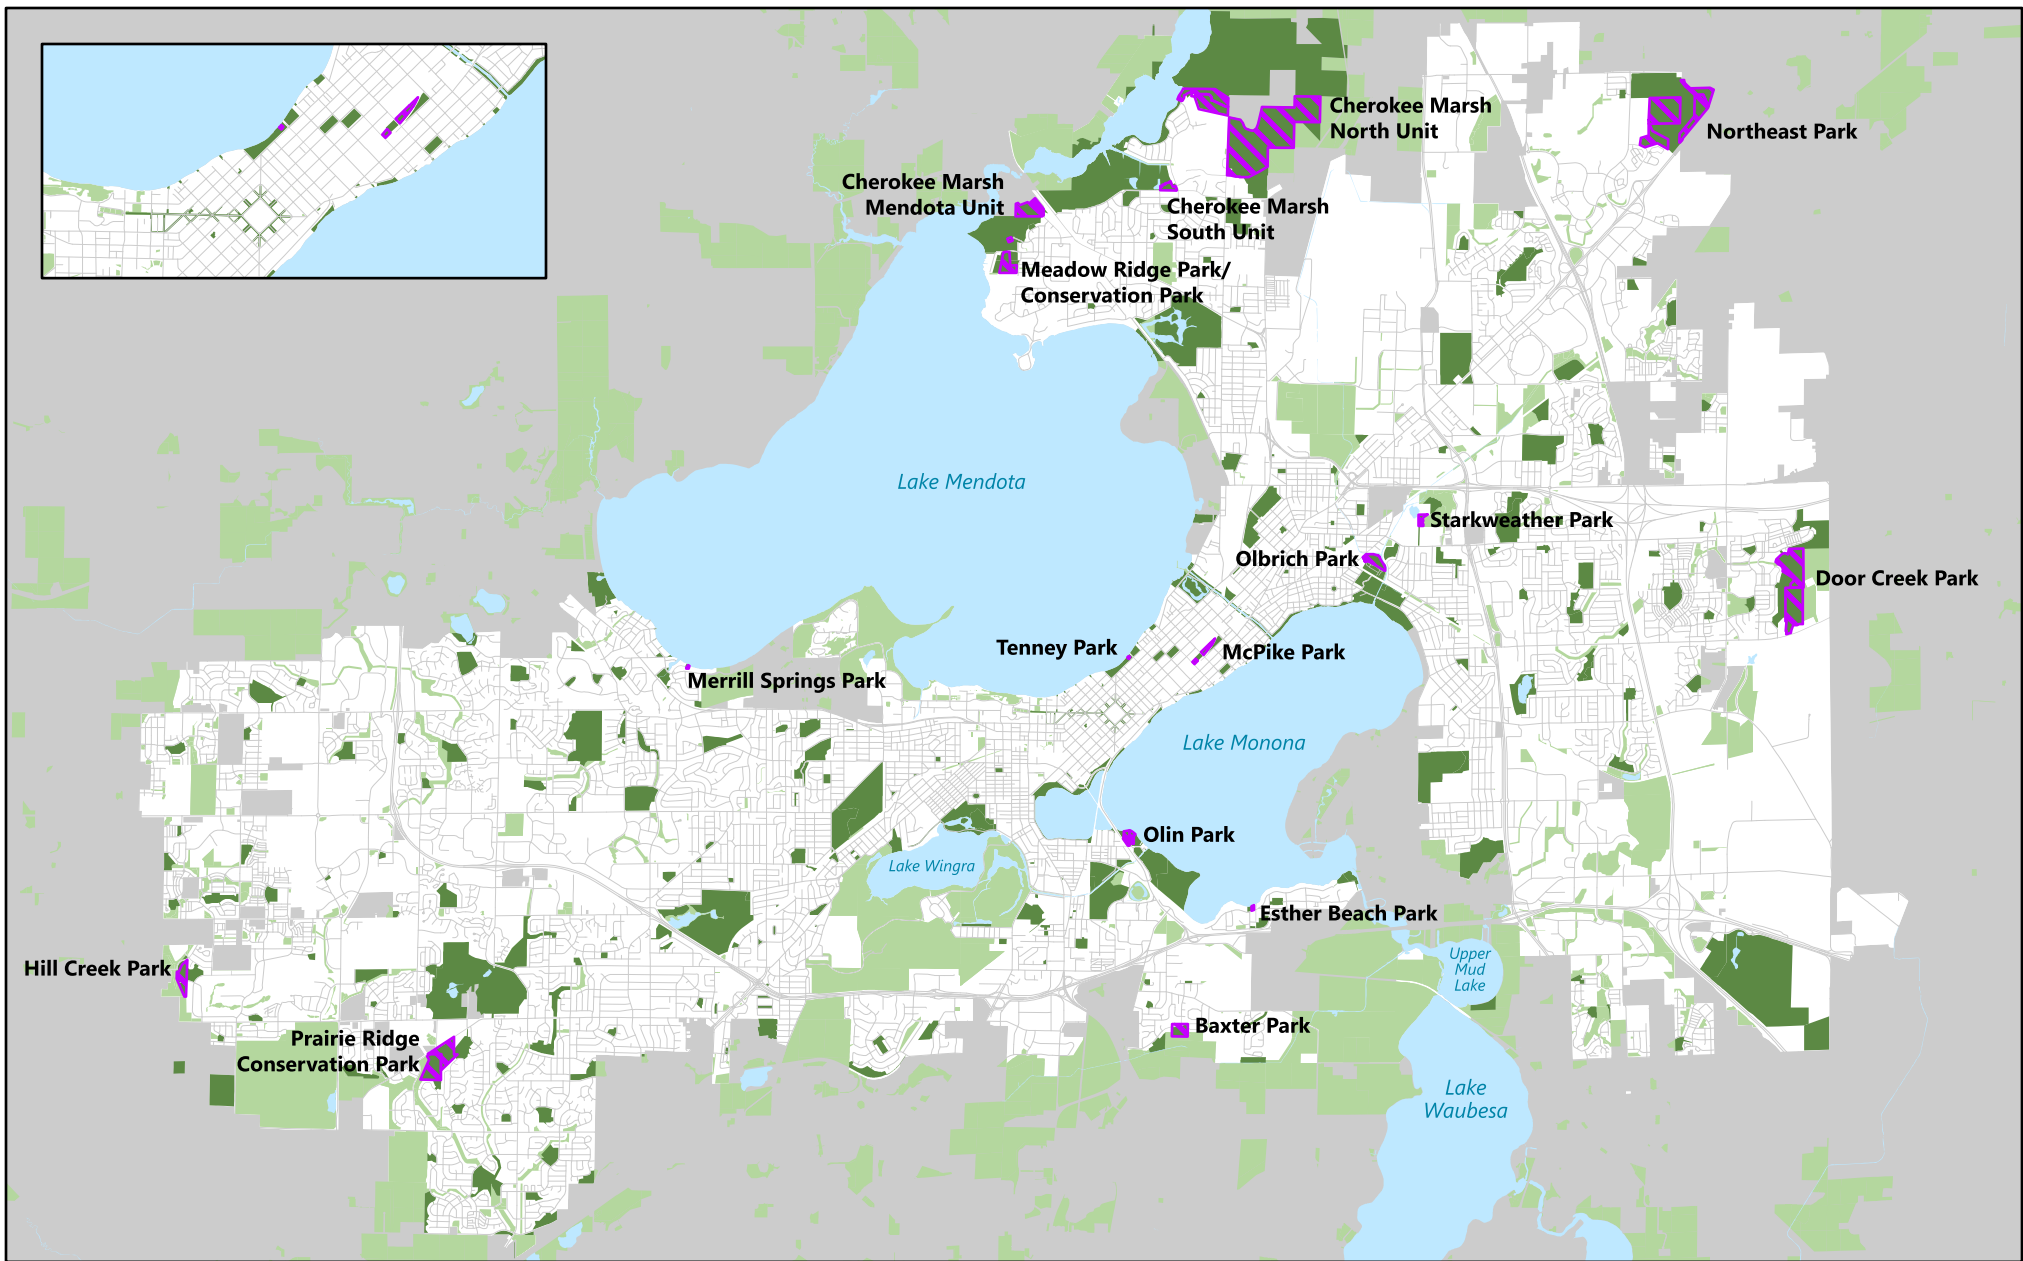 Cherokee Marsh
North Unit
Northeast Park
Cherokee Marsh
Mendota Unit
Cherokee Marsh
South Unit
Meadow Ridge Park/
Conservation Park
Lake Mendota
Starkweather Park
Olbrich Park
Door Creek Park
Tenney Park
McPike Park
Merrill Springs Park
Lake Monona
Olin Park
Lake Wingra
Esther Beach Park
Upper
Mud
Lake
Hill Creek Park
Baxter Park
Prairie Ridge
Conservation Park
Lake
Waubesa